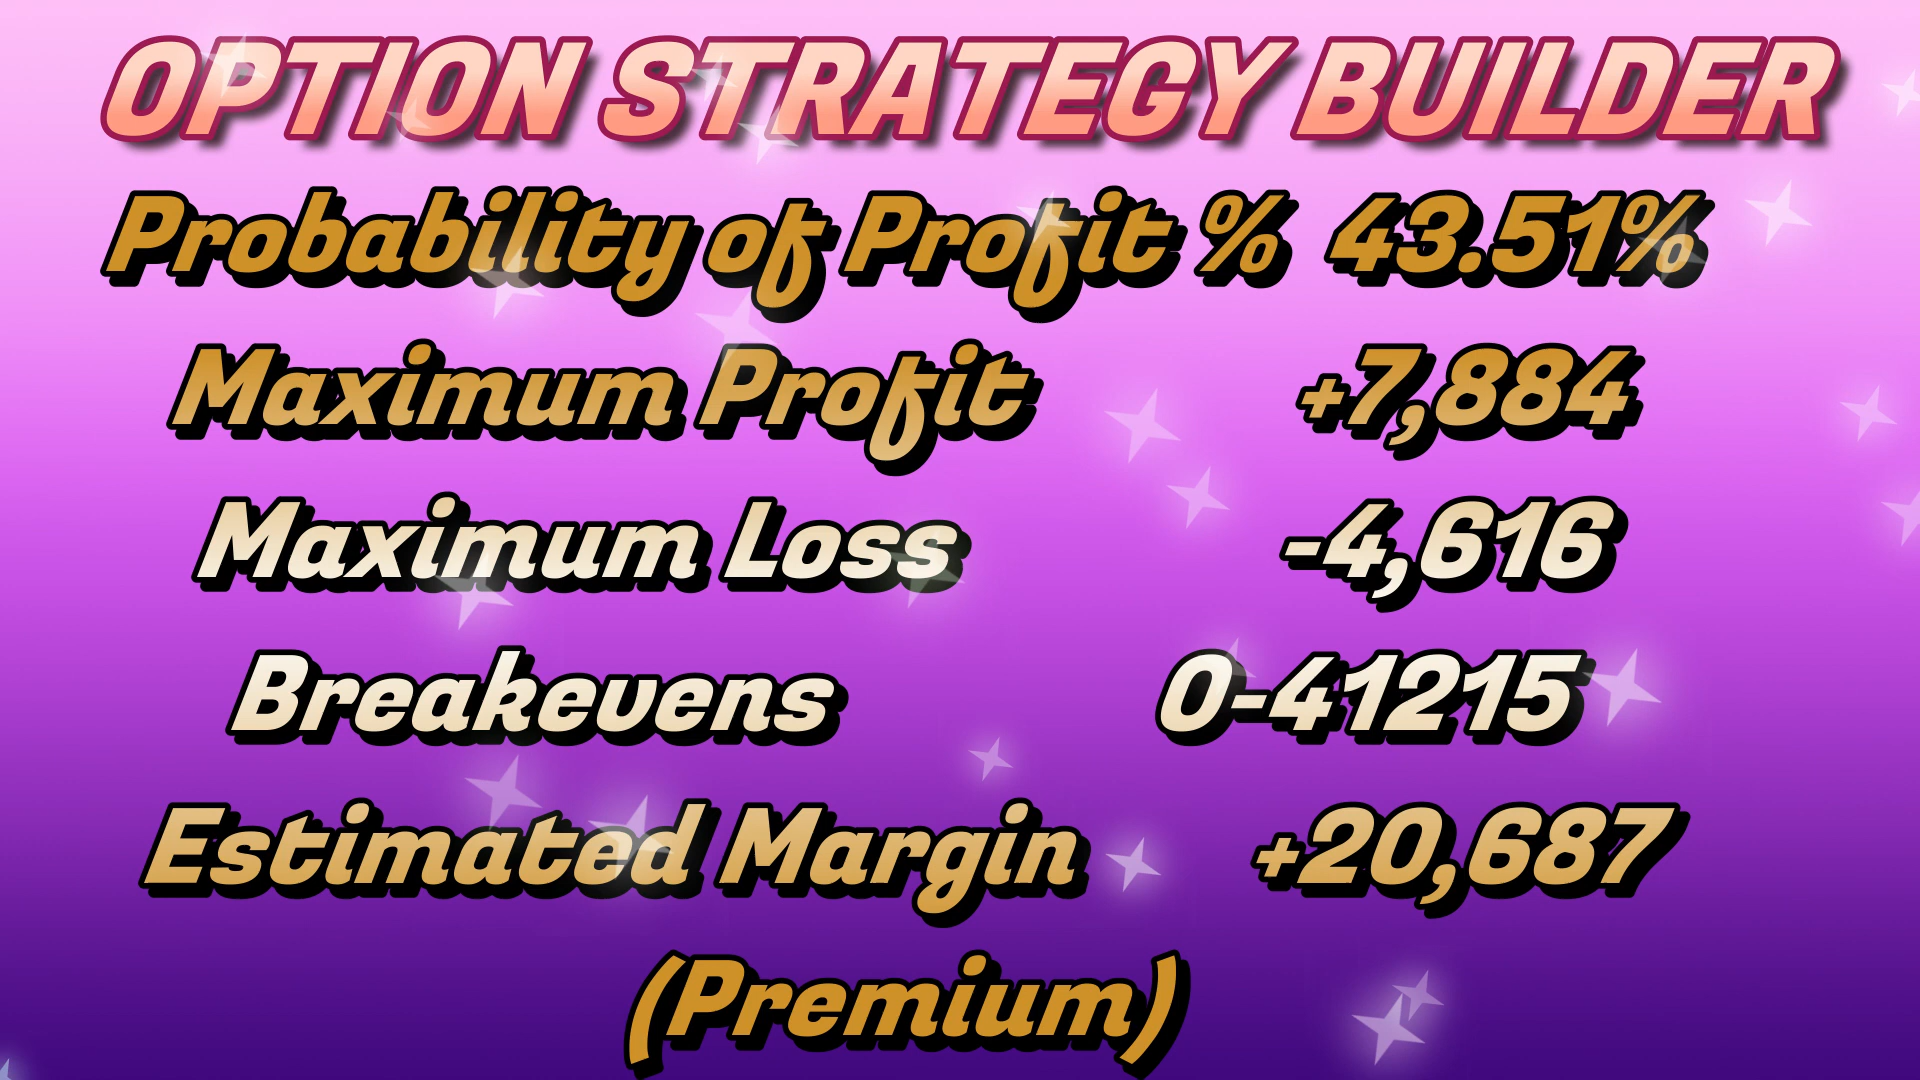 OPTION STRATEGY BUILDER
Probability of Profit % 43.51%
Maximum Profit +7,884
Maximum Loss -4,616
Breakevens 0-41215
Estimated Margin +20,687
(Premium)